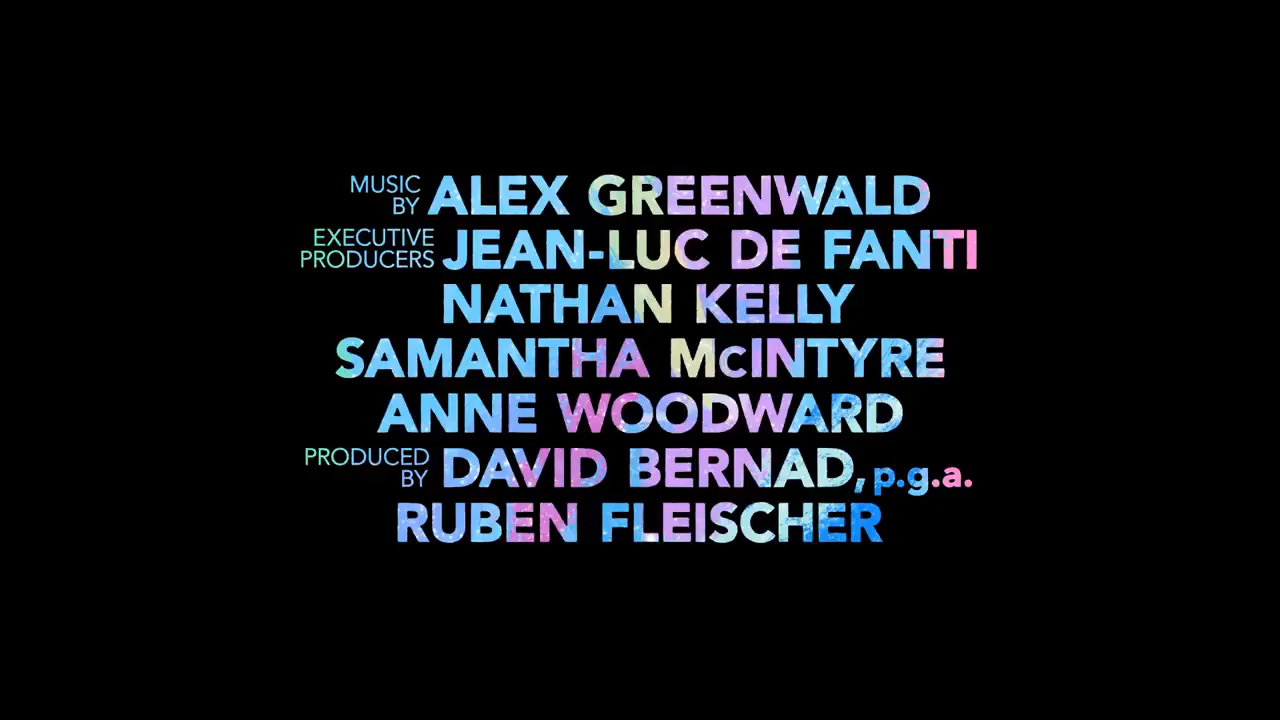 MUSIC BY ALEX GREENWALD
EXECUTIVE PRODUCERS JEAN-LUC DE FANTI
NATHAN KELLY
SAMANTHA McINTYRE
ANNE WOODWARD
PRODUCED BY DAVID BERNAD, p.g.a.
RUBEN FLEISCHER